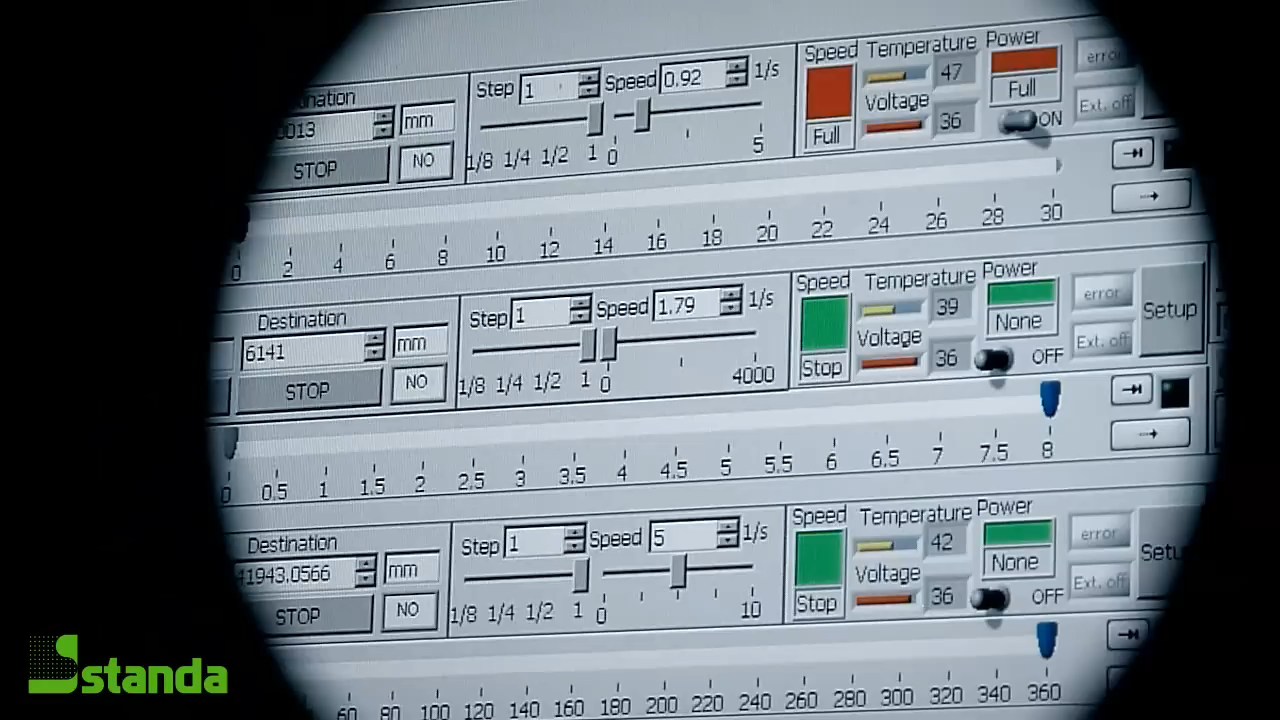 Speed Temperature Power
Step 1 Speed 0.92 1/s 47 error
mm Full
Voltage Ext. off
0013 36 ON
STOP NO 1/8 1/4 1/2 1 0 5 Full
0 2 4 6 8 10 12 14 16 18 20 22 24 26 28 30
Speed Temperature Power
Destination Step 1 Speed 1.79 1/s 39 error Setup
6141 mm Voltage None Ext. off
STOP NO 1/8 1/4 1/2 1 0 4000 Stop 36 OFF
0 0.5 1 1.5 2 2.5 3 3.5 4 4.5 5 5.5 6 6.5 7 7.5 8
Speed Temperature Power
Destination Step 1 Speed 5 1/s 42 error
41943.0566 mm Voltage None Ext. off
STOP NO 1/8 1/4 1/2 1 0 10 Stop 36 OFF
60 80 100 120 140 160 180 200 220 240 260 280 300 320 340 360
standa